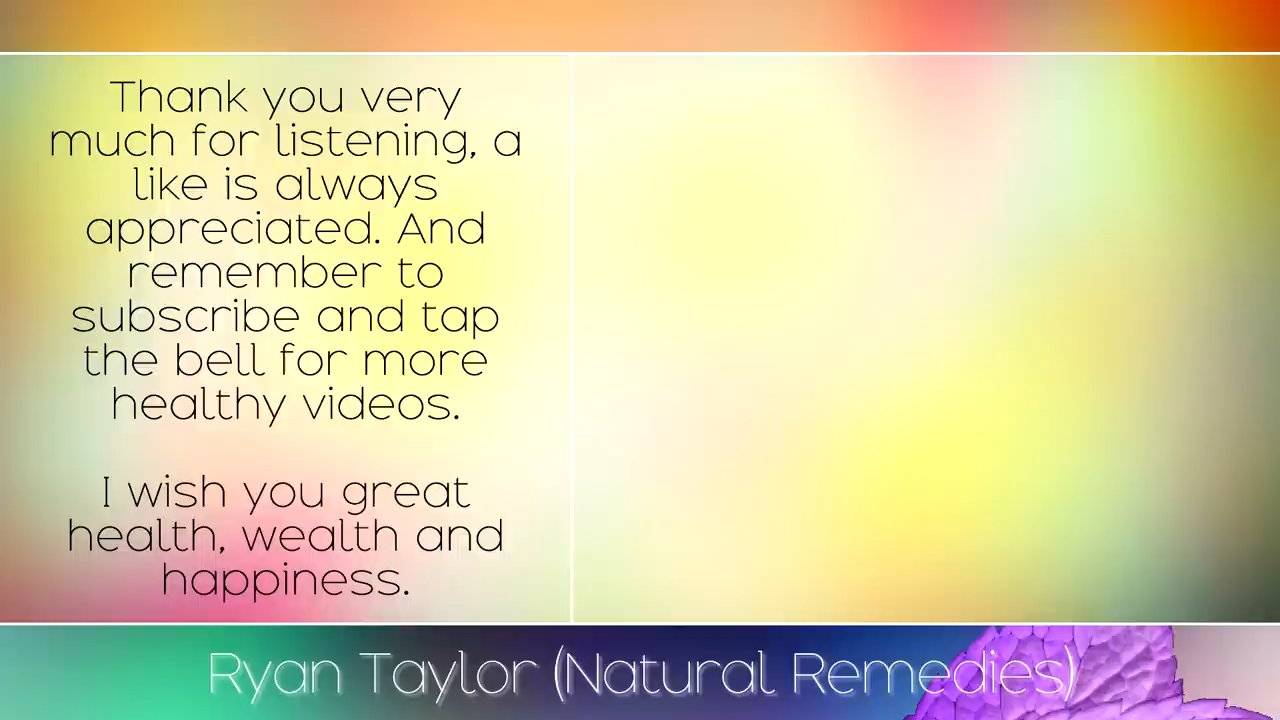 Thank you very
much for listening, a
like is always
appreciated. And
remember to
subscribe and tap
the bell for more
healthy videos.
I wish you great
health, wealth and
happiness.
Ryan Taylor (Natural Remedies)